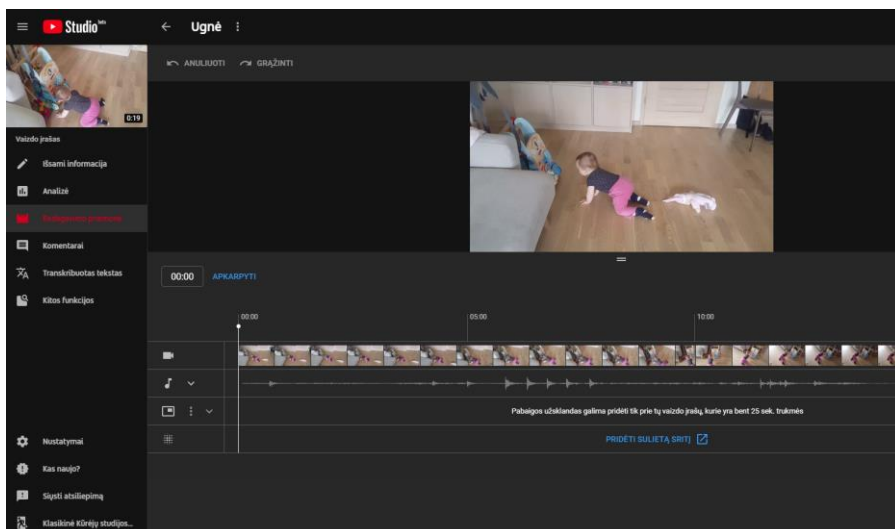 Studio beta
Ugnė
ANULIUOTI
GRĄŽINTI
0:19
Vaizdo įrašas
Išsami informacija
Analizė
Komentarai
Transkribuotas tekstas
Kitos funkcijos
00:00
APKARPYTI
00:00
05:00
10:00
Pabaigos užsklandas galima pridėti tik prie tų vaizdo įrašų, kurie yra bent 25 sek. trukmės
PRIDĖTI SULIETĄ SRITĮ
Nustatymai
Kas naujo?
Siųsti atsiliepimą
Klasikinė Kūrėjų studijos...